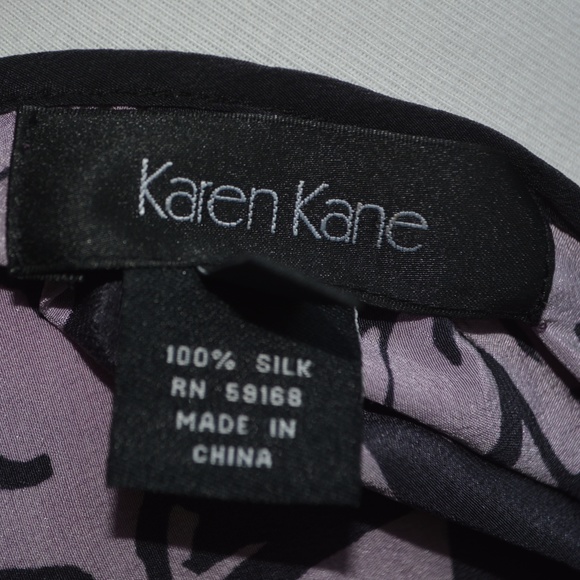 Karen Kane
100% SILK
RN 59168
MADE IN
CHINA